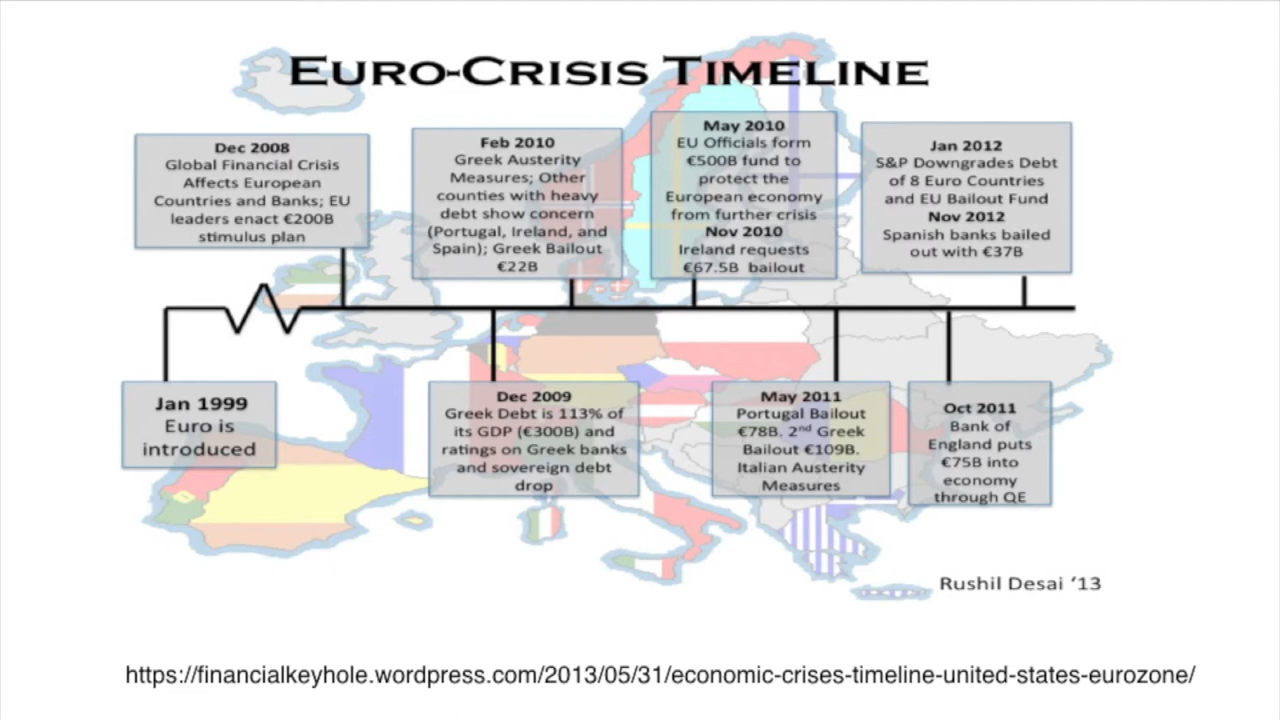 EURO-CRISIS TIMELINE
Dec 2008
Global Financial Crisis
Affects European
Countries and Banks; EU
leaders enact €200B
stimulus plan
Feb 2010
Greek Austerity
Measures; Other
counties with heavy
debt show concern
(Portugal, Ireland, and
Spain); Greek Bailout
€22B
May 2010
EU Officials form
€500B fund to
protect the
European economy
from further crisis
Nov 2010
Ireland requests
€67.5B bailout
Jan 2012
S&P Downgrades Debt
of 8 Euro Countries
and EU Bailout Fund
Nov 2012
Spanish banks bailed
out with €37B
Jan 1999
Euro is
introduced
Dec 2009
Greek Debt is 113% of
its GDP (€300B) and
ratings on Greek banks
and sovereign debt
drop
May 2011
Portugal Bailout
€78B. 2nd Greek
Bailout €109B.
Italian Austerity
Measures
Oct 2011
Bank of
England puts
€75B into
economy
through QE
Rushil Desai ‘13
https://financialkeyhole.wordpress.com/2013/05/31/economic-crises-timeline-united-states-eurozone/